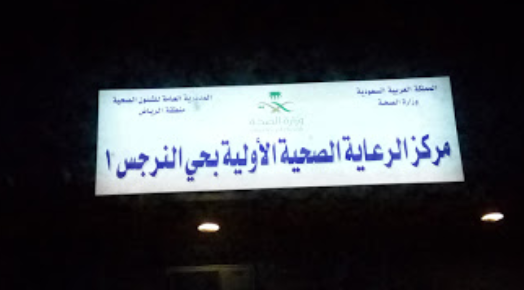 المملكة العربية السعودية
وزارة الصحة
وزارة الصحة
المديرية العامة للشئون الصحية
منطقة الرياض
مركز الرعاية الصحية الأولية بحي النرجس ١